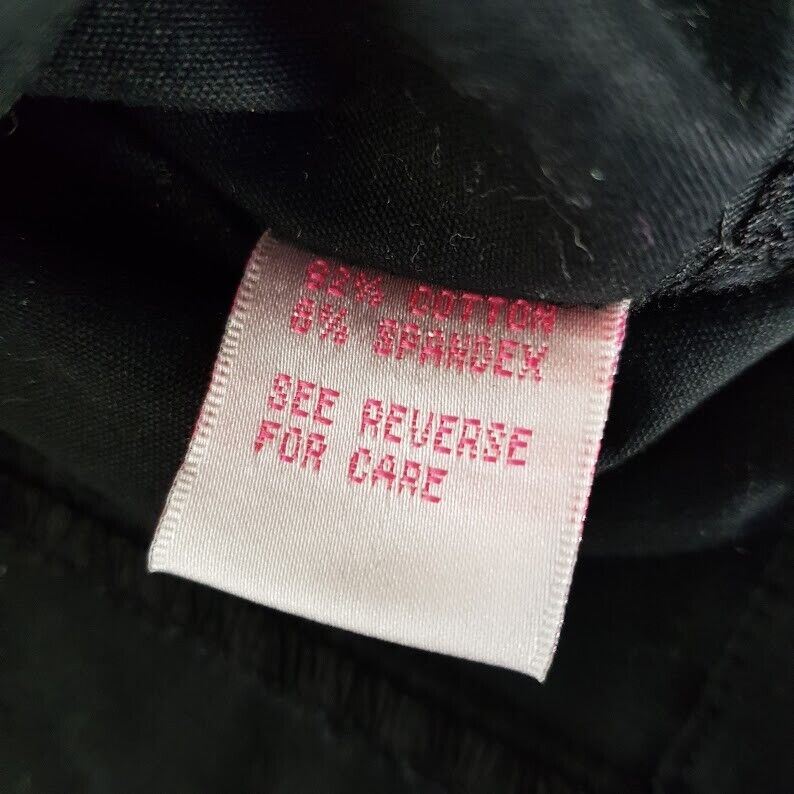 92% COTTON
8% SPANDEX
SEE REVERSE
FOR CARE